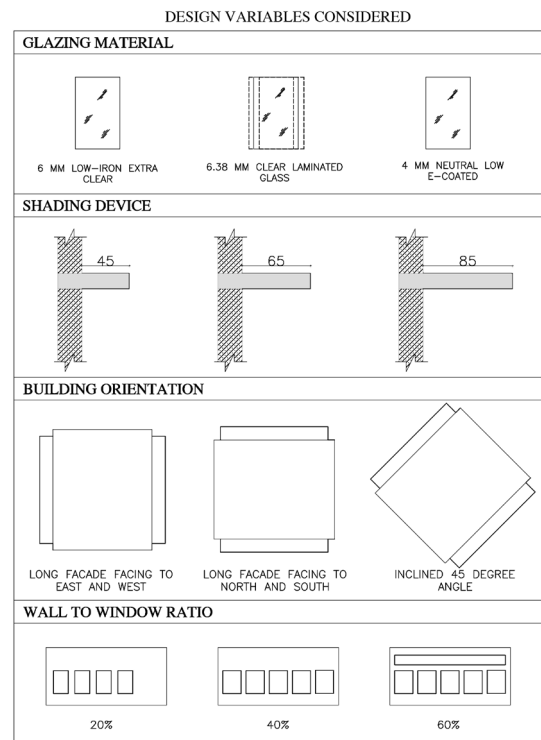 DESIGN VARIABLES CONSIDERED
GLAZING MATERIAL
6 MM LOW-IRON EXTRA
CLEAR
6.38 MM CLEAR LAMINATED
GLASS
4 MM NEUTRAL LOW
E-COATED
SHADING DEVICE
45
65
85
BUILDING ORIENTATION
LONG FACADE FACING TO
EAST AND WEST
LONG FACADE FACING TO
NORTH AND SOUTH
INCLINED 45 DEGREE
ANGLE
WALL TO WINDOW RATIO
20%
40%
60%